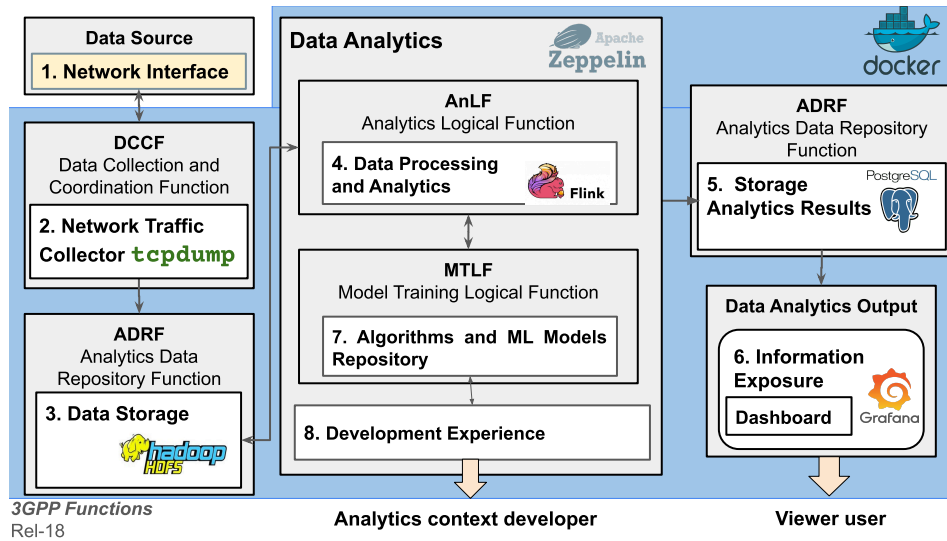 Data Source
1. Network Interface
DCCF
Data Collection and
Coordination Function
2. Network Traffic
Collector tcpdump
ADRF
Analytics Data
Repository Function
3. Data Storage
hadoop
HDFS
3GPP Functions
Rel-18
Data Analytics
Apache
Zeppelin
AnLF
Analytics Logical Function
4. Data Processing
and Analytics
Flink
MTLF
Model Training Logical Function
7. Algorithms and ML Models
Repository
8. Development Experience
Analytics context developer
docker
ADRF
Analytics Data Repository
Function
5. Storage
Analytics Results
PostgreSQL
Data Analytics Output
6. Information
Exposure
Dashboard
Grafana
Viewer user